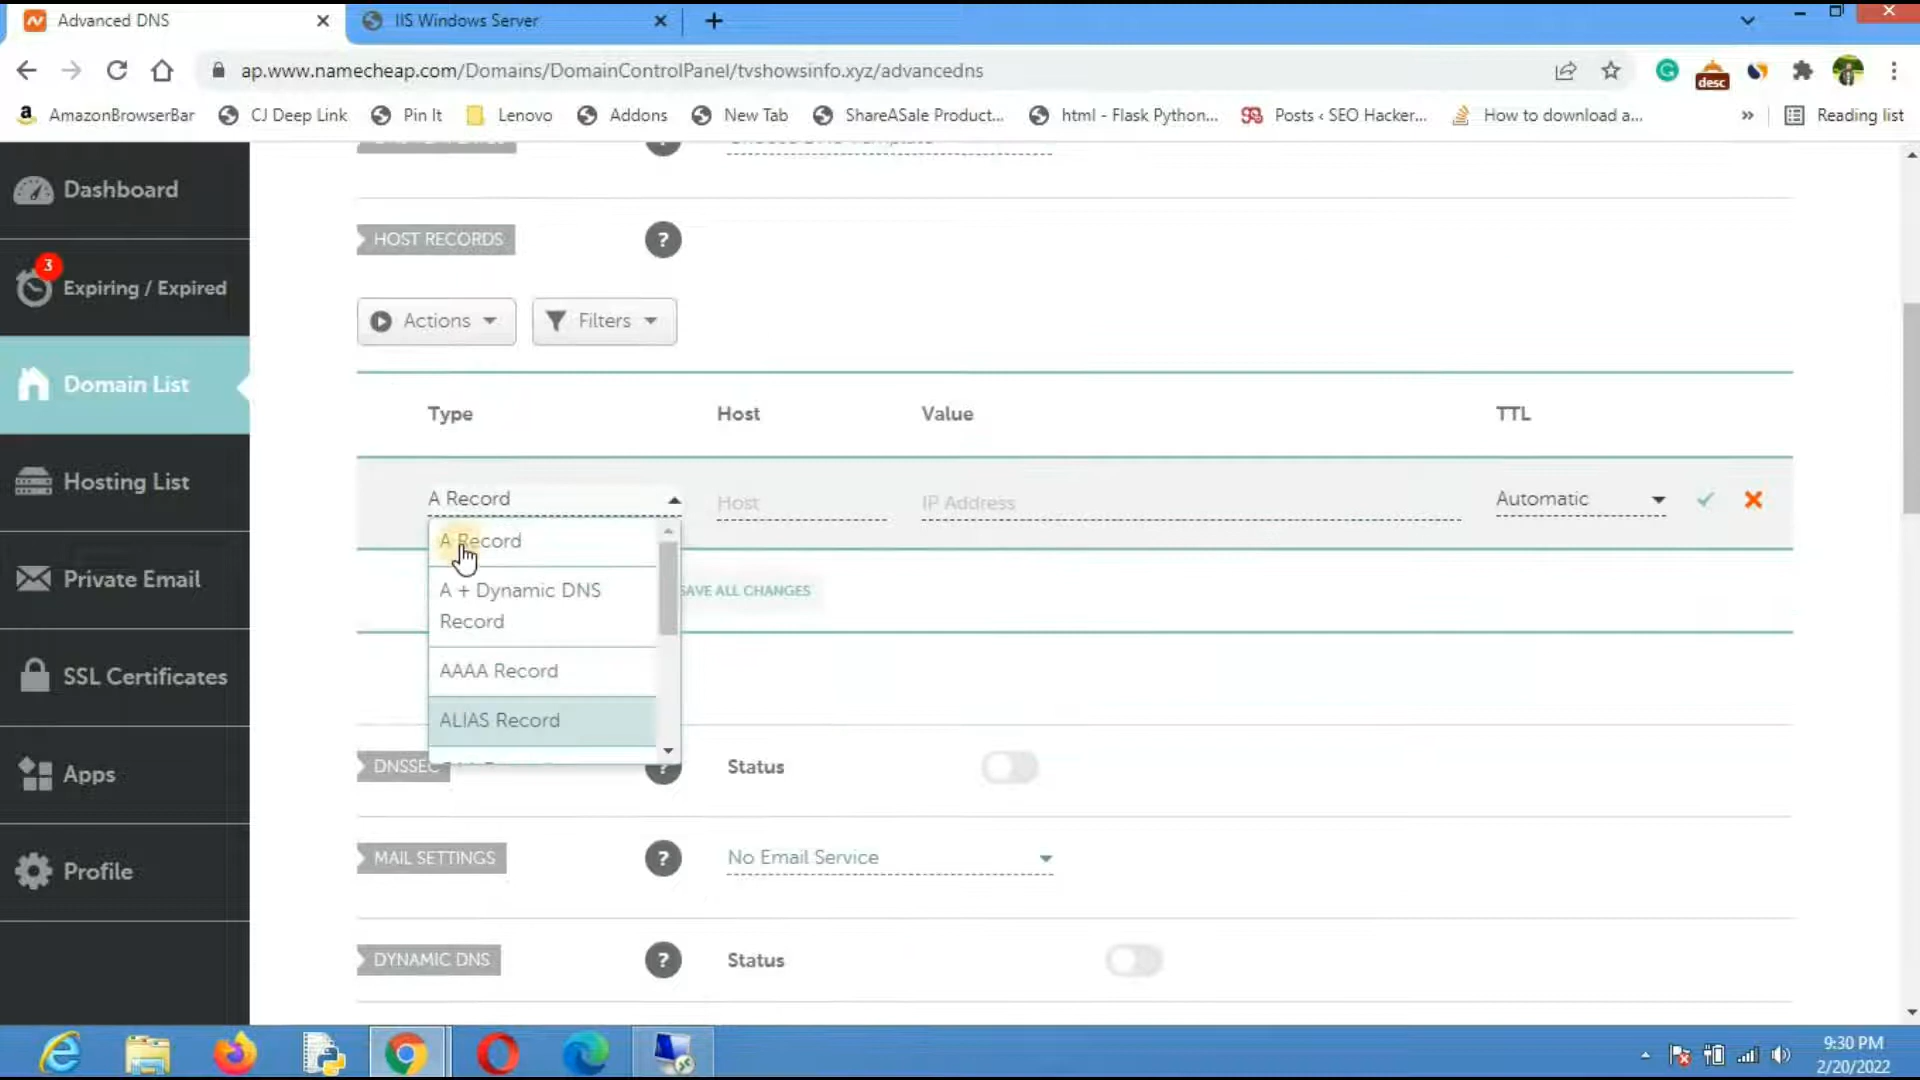 Advanced DNS
IIS Windows Server
ap.www.namecheap.com/Domains/DomainControlPanel/tvshowsinfo.xyz/advanceddns
desc
a AmazonBrowserBar
CJ Deep Link
Pin It
Lenovo
Addons
New Tab
ShareASale Product...
html - Flask Python...
Posts ‹ SEO Hacker...
How to download a...
»
Reading list
Dashboard
3
Expiring / Expired
Domain List
Hosting List
Private Email
SSL Certificates
Apps
Profile
HOST RECORDS
?
Actions
Filters
Type
Host
Value
TTL
A Record
Host
IP Address
Automatic
A Record
A + Dynamic DNS
Record
AAAA Record
ALIAS Record
SAVE ALL CHANGES
DNSSEC
?
Status
MAIL SETTINGS
?
No Email Service
DYNAMIC DNS
?
Status
9:30 PM
2/20/2022